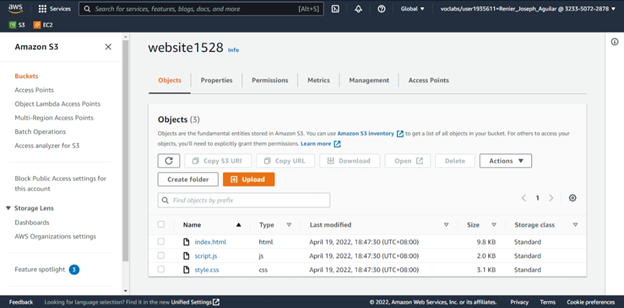 aws
Services
Search for services, features, blogs, docs, and more
[Alt+S]
Global
voclabs/user1935611=Renier_Joseph_Aguilar @ 3233-5072-2878
S3
EC2
Amazon S3
Buckets
Access Points
Object Lambda Access Points
Multi-Region Access Points
Batch Operations
Access analyzer for S3
Block Public Access settings for
this account
Storage Lens
Dashboards
AWS Organizations settings
Feature spotlight 3
website1528 Info
Objects
Properties
Permissions
Metrics
Management
Access Points
Objects (3)
Objects are the fundamental entities stored in Amazon S3. You can use Amazon S3 inventory to get a list of all objects in your bucket. For others to access your
objects, you'll need to explicitly grant them permissions. Learn more
Copy S3 URI
Copy URL
Download
Open
Delete
Actions
Create folder
Upload
Find objects by prefix
1
Name Type Last modified Size Storage class
index.html html April 19, 2022, 18:47:30 (UTC+08:00) 9.8 KB Standard
script.js js April 19, 2022, 18:47:30 (UTC+08:00) 2.0 KB Standard
style.css css April 19, 2022, 18:47:30 (UTC+08:00) 3.1 KB Standard
Feedback
Looking for language selection? Find it in the new Unified Settings
© 2022, Amazon Web Services, Inc. or its affiliates.
Privacy
Terms
Cookie preferences